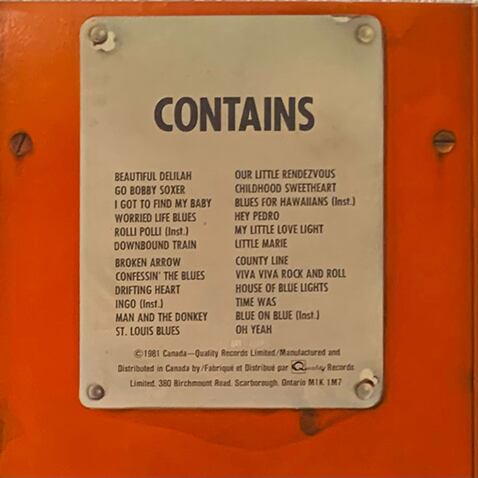 CONTAINS
BEAUTIFUL DELILAH
GO BOBBY SOXER
I GOT TO FIND MY BABY
WORRIED LIFE BLUES
ROLLI POLLI (Inst.)
DOWNBOUND TRAIN
BROKEN ARROW
CONFESSIN' THE BLUES
DRIFTING HEART
INGO (Inst.)
MAN AND THE DONKEY
ST. LOUIS BLUES
OUR LITTLE RENDEZVOUS
CHILDHOOD SWEETHEART
BLUES FOR HAWAIIANS (Inst.)
HEY PEDRO
MY LITTLE LOVE LIGHT
LITTLE MARIE
COUNTY LINE
VIVA VIVA ROCK AND ROLL
HOUSE OF BLUE LIGHTS
TIME WAS
BLUE ON BLUE (Inst.)
OH YEAH
©1981 Canada—Quality Records Limited/Manufactured and
Distributed in Canada by/Fabriqué et Distribué par Quality Records
Limited, 380 Birchmount Road, Scarborough, Ontario M1K 1M7